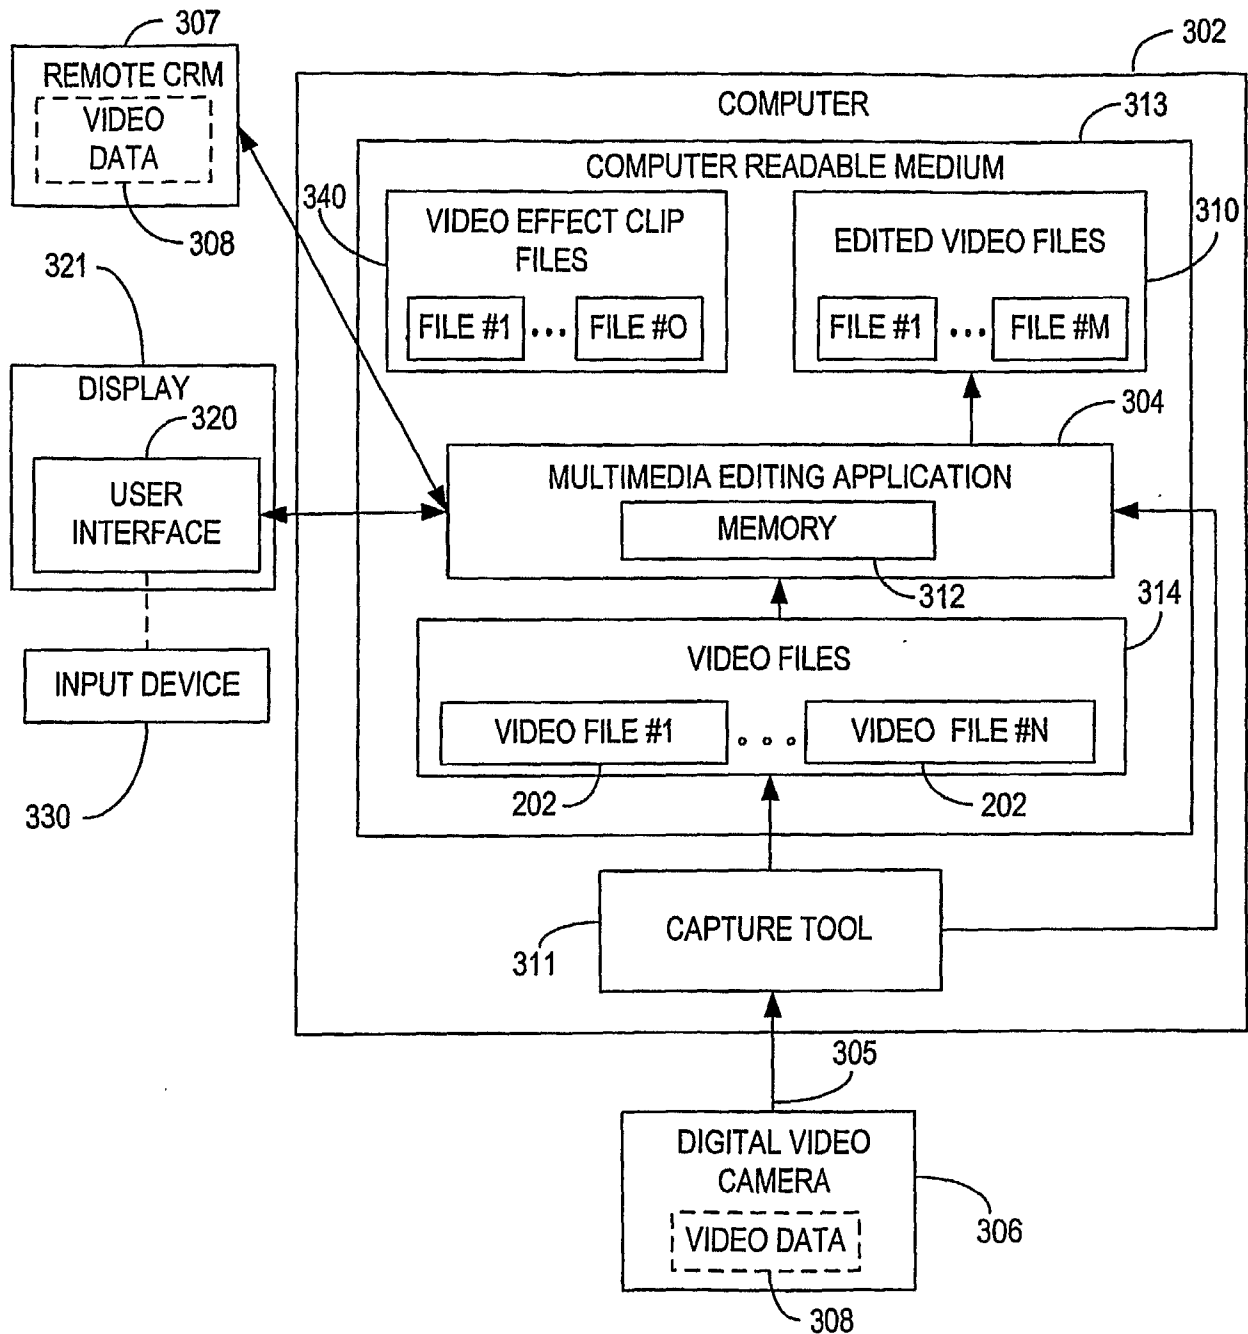 307
302
REMOTE CRM
VIDEO
DATA
308
COMPUTER
313
COMPUTER READABLE MEDIUM
340
VIDEO EFFECT CLIP
FILES
FILE #1 ... FILE #O
310
EDITED VIDEO FILES
FILE #1 ... FILE #M
321
DISPLAY
320
USER
INTERFACE
304
MULTIMEDIA EDITING APPLICATION
MEMORY
312
314
INPUT DEVICE
330
VIDEO FILES
VIDEO FILE #1 ... VIDEO FILE #N
202
202
CAPTURE TOOL
311
305
DIGITAL VIDEO
CAMERA
VIDEO DATA
306
308